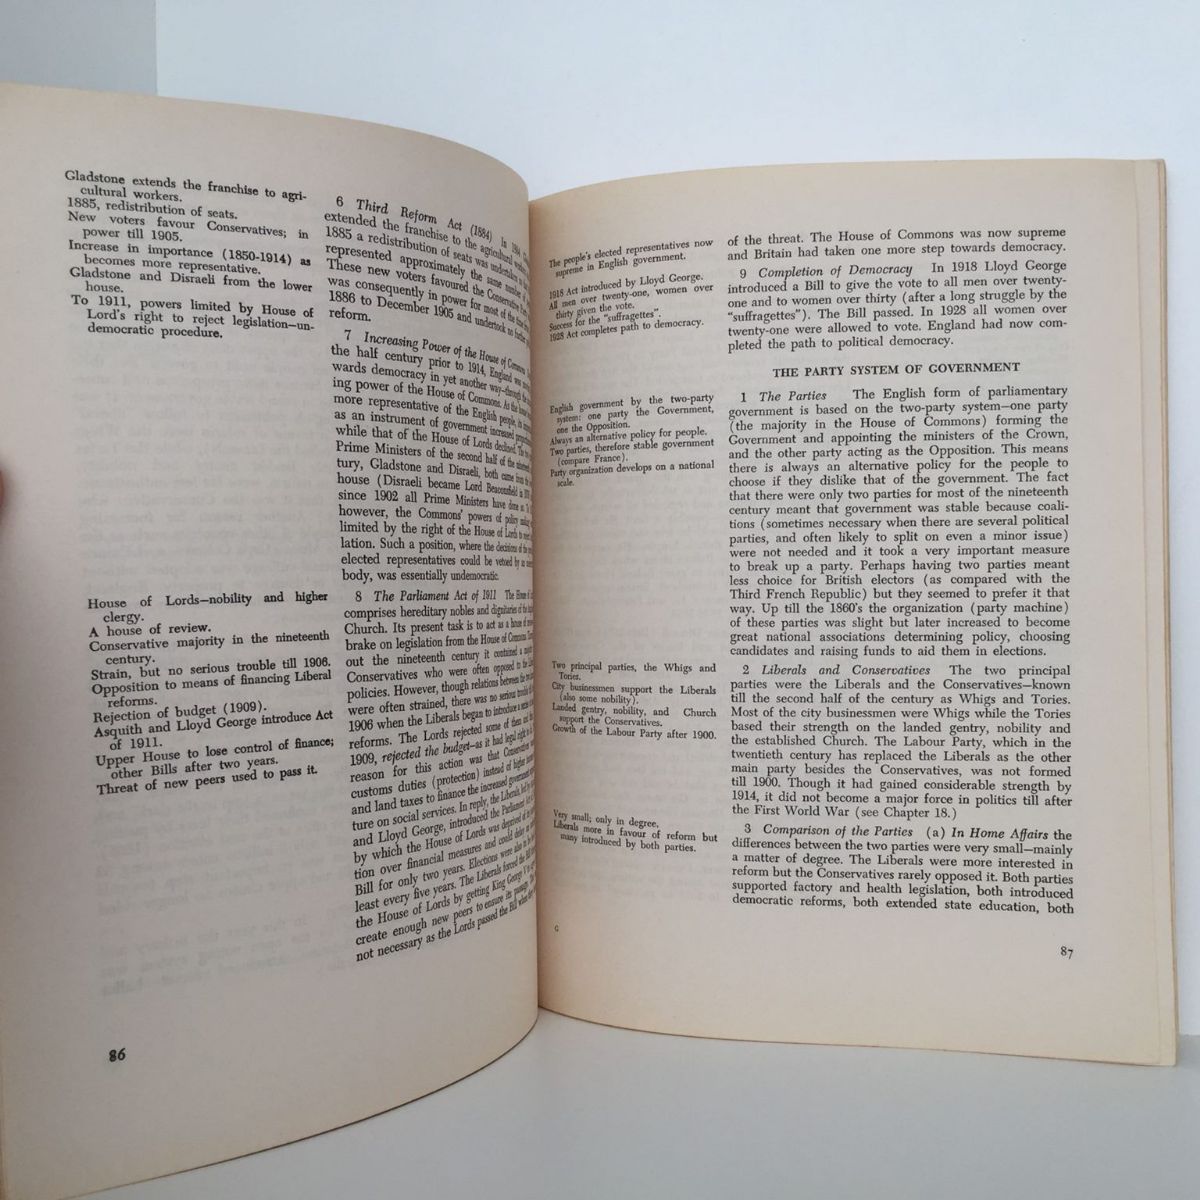 Gladstone extends the franchise to agri-
cultural workers.
1885, redistribution of seats.
New voters favour Conservatives; in
power till 1905.
Increase in importance (1850-1914) as
becomes more representative.
Gladstone and Disraeli from the lower
house.
To 1911, powers limited by House of
Lord's right to reject legislation—un-
democratic procedure.
House of Lords—nobility and higher
clergy.
A house of review.
Conservative majority in the nineteenth
century.
Strain, but no serious trouble till 1906.
Opposition to means of financing Liberal
reforms.
Rejection of budget (1909).
Asquith and Lloyd George introduce Act
of 1911.
Upper House to lose control of finance;
other Bills after two years.
Threat of new peers used to pass it.
6 Third Reform Act (1884) In 1884,
extended the franchise to the agricultural
1885 a redistribution of seats was undertaken
represented approximately the same number of
These new voters favoured the Conservative
was consequently in power for most of the
1886 to December 1905 and undertook no further
reform.
7 Increasing Power of the House of Commons
the half century prior to 1914, England was
wards democracy in yet another way—through the
ing power of the House of Commons. As the
more representative of the English people, its
as an instrument of government increased
while that of the House of Lords declined.
Prime Ministers of the second half of the
tury, Gladstone and Disraeli, both came from the
house (Disraeli became Lord Beaconsfield in
since 1902 all Prime Ministers have done so.
however, the Commons' powers of policy making
limited by the right of the House of Lords to
lation. Such a position, where the decisions of the
elected representatives could be vetoed by
body, was essentially undemocratic.
8 The Parliament Act of 1911 The House of
comprises hereditary nobles and dignitaries of the
Church. Its present task is to act as a house of
brake on legislation from the House of Commons.
out the nineteenth century it contained a
Conservatives who were often opposed to the
policies. However, though relations between the
were often strained, there was no serious
1906 when the Liberals began to introduce a
reforms. The Lords rejected some of them and
1909, rejected the budget—as it had legal right to
reason for this action was that Conservatives
customs duties (protection) instead of higher
and land taxes to finance the increased government
ture on social services. In reply, the Liberals, led by
and Lloyd George, introduced the Parliament Act
by which the House of Lords was deprived of
tion over financial measures and could delay
Bill for only two years. Elections were also to be
least every five years. The Liberals forced the Bill
the House of Lords by getting King George V to
create enough new peers to ensure its passage.
not necessary as the Lords passed the Bill when
86
The people's elected representatives now
supreme in English government.
1918 Act introduced by Lloyd George.
All men over twenty-one, women over
thirty given the vote.
Success for the "suffragettes".
1928 Act completes path to democracy.
English government by the two-party
system: one party the Government,
one the Opposition.
Always an alternative policy for people.
Two parties, therefore stable government
(compare France).
Party organization develops on a national
scale.
Two principal parties, the Whigs and
Tories.
City businessmen support the Liberals
(also some nobility).
Landed gentry, nobility, and Church
support the Conservatives.
Growth of the Labour Party after 1900.
Very small; only in degree,
Liberals more in favour of reform but
many introduced by both parties.
G
of the threat. The House of Commons was now supreme
and Britain had taken one more step towards democracy.
9 Completion of Democracy In 1918 Lloyd George
introduced a Bill to give the vote to all men over twenty-
one and to women over thirty (after a long struggle by the
"suffragettes"). The Bill passed. In 1928 all women over
twenty-one were allowed to vote. England had now com-
pleted the path to political democracy.
THE PARTY SYSTEM OF GOVERNMENT
1 The Parties The English form of parliamentary
government is based on the two-party system—one party
(the majority in the House of Commons) forming the
Government and appointing the ministers of the Crown,
and the other party acting as the Opposition. This means
there is always an alternative policy for the people to
choose if they dislike that of the government. The fact
that there were only two parties for most of the nineteenth
century meant that government was stable because coali-
tions (sometimes necessary when there are several political
parties, and often likely to split on even a minor issue)
were not needed and it took a very important measure
to break up a party. Perhaps having two parties meant
less choice for British electors (as compared with the
Third French Republic) but they seemed to prefer it that
way. Up till the 1860's the organization (party machine)
of these parties was slight but later increased to become
great national associations determining policy, choosing
candidates and raising funds to aid them in elections.
2 Liberals and Conservatives The two principal
parties were the Liberals and the Conservatives—known
till the second half of the century as Whigs and Tories.
Most of the city businessmen were Whigs while the Tories
based their strength on the landed gentry, nobility and
the established Church. The Labour Party, which in the
twentieth century has replaced the Liberals as the other
main party besides the Conservatives, was not formed
till 1900. Though it had gained considerable strength by
1914, it did not become a major force in politics till after
the First World War (see Chapter 18.)
3 Comparison of the Parties (a) In Home Affairs the
differences between the two parties were very small—mainly
a matter of degree. The Liberals were more interested in
reform but the Conservatives rarely opposed it. Both parties
supported factory and health legislation, both introduced
democratic reforms, both extended state education, both
87